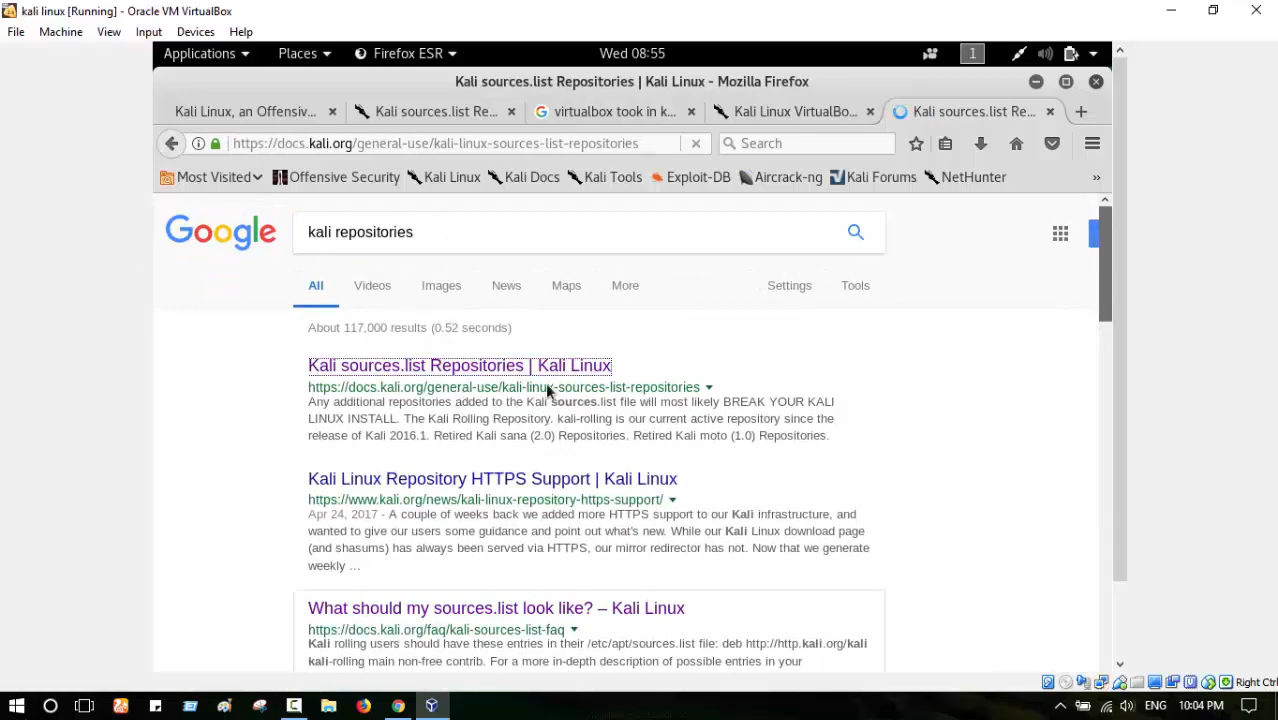 kali linux [Running] - Oracle VM VirtualBox
File Machine View Input Devices Help
Applications Places Firefox ESR Wed 08:55 1
Kali sources.list Repositories | Kali Linux - Mozilla Firefox
Kali Linux, an Offensiv... Kali sources.list Re... virtualbox took in k... Kali Linux VirtualBo... Kali sources.list Re...
https://docs.kali.org/general-use/kali-linux-sources-list-repositories Search
Most Visited Offensive Security Kali Linux Kali Docs Kali Tools Exploit-DB Aircrack-ng Kali Forums NetHunter »
Google kali repositories
All Videos Images News Maps More Settings Tools
About 117,000 results (0.52 seconds)
Kali sources.list Repositories | Kali Linux
https://docs.kali.org/general-use/kali-linux-sources-list-repositories
Any additional repositories added to the Kali sources.list file will most likely BREAK YOUR KALI
LINUX INSTALL. The Kali Rolling Repository. kali-rolling is our current active repository since the
release of Kali 2016.1. Retired Kali sana (2.0) Repositories. Retired Kali moto (1.0) Repositories.
Kali Linux Repository HTTPS Support | Kali Linux
https://www.kali.org/news/kali-linux-repository-https-support/
Apr 24, 2017 - A couple of weeks back we added more HTTPS support to our Kali infrastructure, and
wanted to give our users some guidance and point out what's new. While our Kali Linux download page
(and shasums) has always been served via HTTPS, our mirror redirector has not. Now that we generate
weekly ...
What should my sources.list look like? – Kali Linux
https://docs.kali.org/faq/kali-sources-list-faq
Kali rolling users should have these entries in their /etc/apt/sources.list file: deb http://http.kali.org/kali
kali-rolling main non-free contrib. For a more in-depth description of possible entries in your
Right Ctrl
ENG 10:04 PM